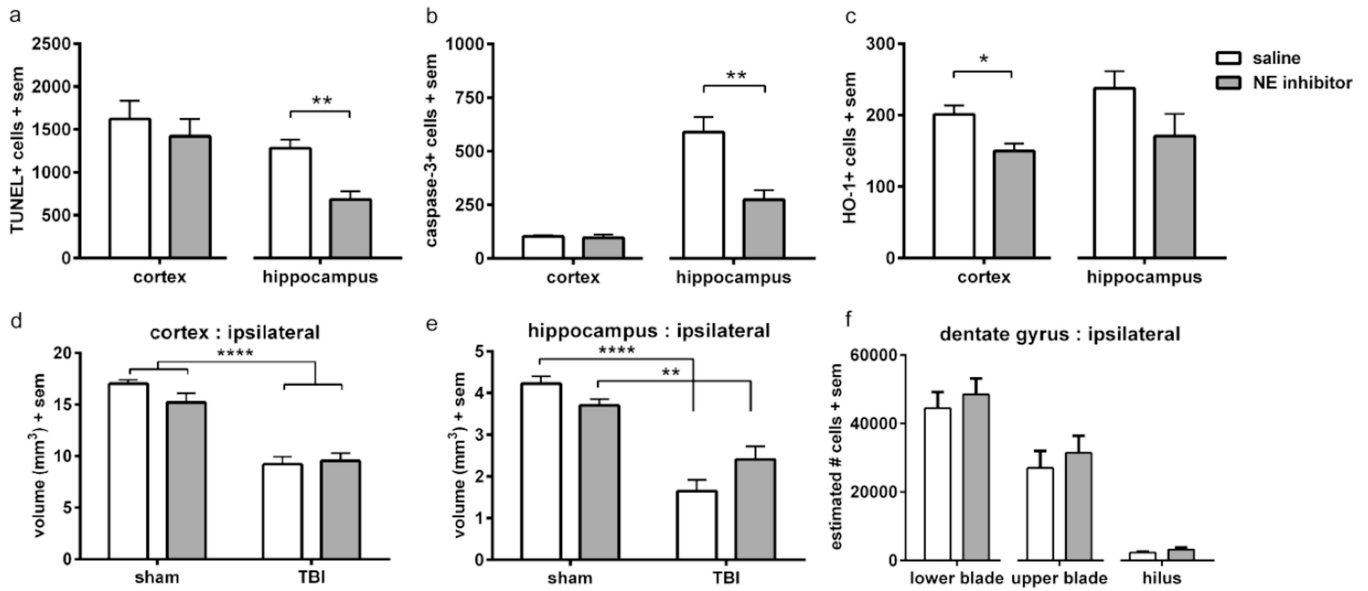 a
TUNEL+ cells + sem
2500
2000
1500
1000
500
0
**
cortex
hippocampus
b
caspase-3+ cells + sem
1000
750
500
250
0
**
cortex
hippocampus
c
HO-1+ cells + sem
300
200
100
0
*
cortex
hippocampus
saline
NE inhibitor
d
cortex : ipsilateral
volume (mm³) + sem
20
15
10
5
0
****
sham
TBI
e
hippocampus : ipsilateral
volume (mm³) + sem
5
4
3
2
1
0
****
**
sham
TBI
f
dentate gyrus : ipsilateral
estimated # cells + sem
60000
40000
20000
0
lower blade
upper blade
hilus